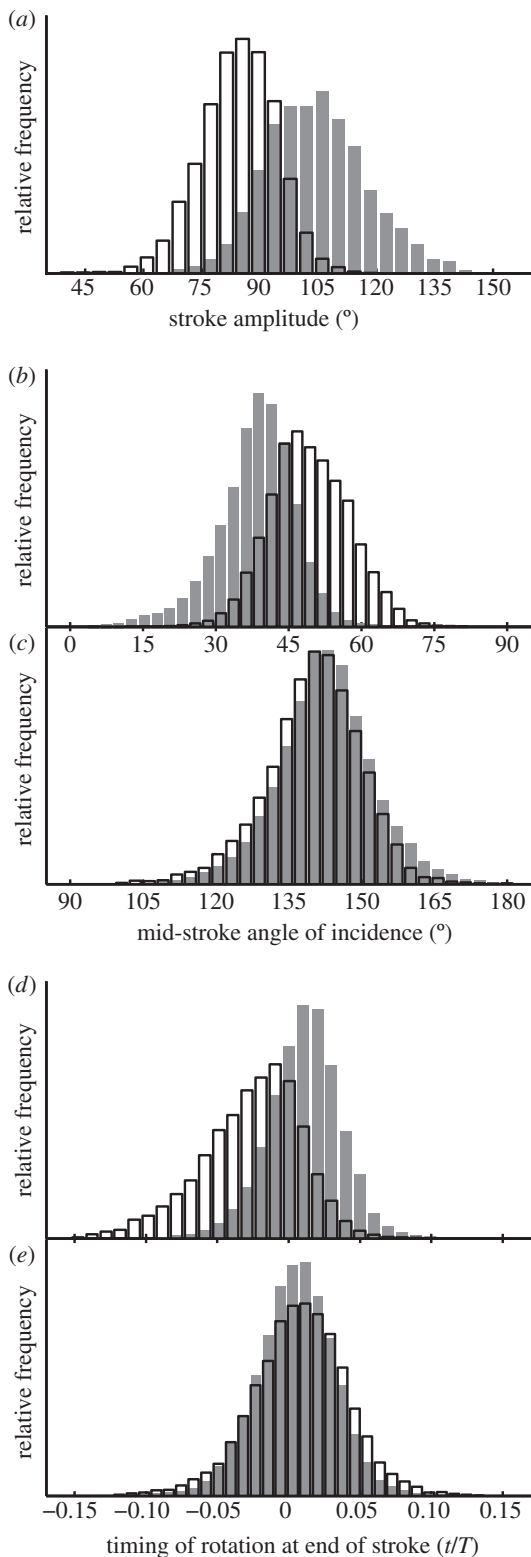 (a)
relative frequency
45 60 75 90 105 120 135 150
stroke amplitude (º)
(b)
relative frequency
0 15 30 45 60 75 90
(c)
relative frequency
90 105 120 135 150 165 180
mid-stroke angle of incidence (º)
(d)
relative frequency
(e)
relative frequency
−0.15 −0.10 −0.05 0 0.05 0.10 0.15
timing of rotation at end of stroke (t/T)